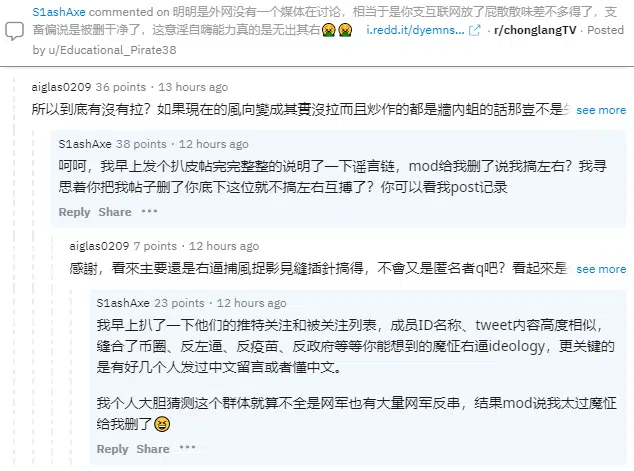 S1ashAxe commented on 明明是外网没有一个媒体在讨论，相当于是你支互联网放了屁散散味差不多得了，支
畜偏说是被删干净了，这意淫自嗨能力真的是无出其右🤮🤮 i.redd.it/dyemns... · r/chonglangTV · Posted
by u/Educational_Pirate38
aiglas0209 36 points · 13 hours ago
所以到底有沒有拉？如果現在的風向變成其實沒拉而且炒作的都是牆內蛆的話那豈不是 see more
S1ashAxe 38 points · 12 hours ago
呵呵，我早上发个扒皮帖完完整整的说明了一下谣言链，mod给我删了说我搞左右？我寻
思着你把我帖子删了你底下这位就不搞左右互搏了？你可以看我post记录
Reply Share •••
aiglas0209 7 points · 12 hours ago
感謝，看來主要還是右逼捕風捉影見縫插針搞得，不會又是匿名者q吧？看起來是 see more
S1ashAxe 23 points · 12 hours ago
我早上扒了一下他们的推特关注和被关注列表，成员ID名称、tweet内容高度相似，
缝合了币圈、反左逼、反疫苗、反政府等等你能想到的魔怔右逼ideology，更关键的
是有好几个人发过中文留言或者懂中文。
我个人大胆猜测这个群体就算不全是网军也有大量网军反串，结果mod说我太过魔怔
给我删了😆
Reply Share •••